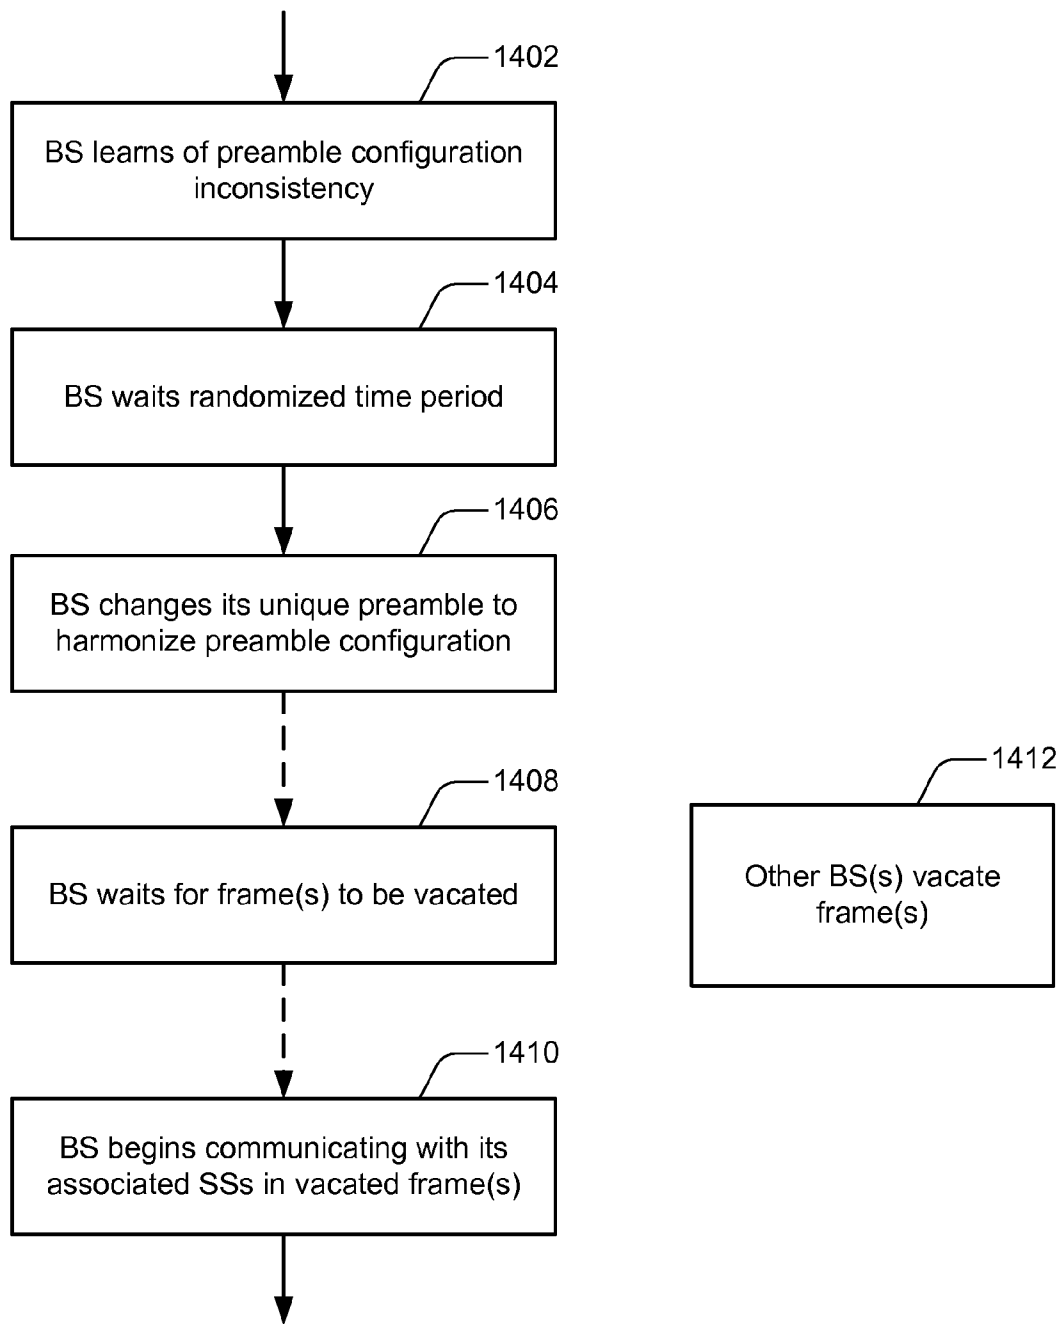 1402
BS learns of preamble configuration
inconsistency
1404
BS waits randomized time period
1406
BS changes its unique preamble to
harmonize preamble configuration
1408
BS waits for frame(s) to be vacated
1412
Other BS(s) vacate
frame(s)
1410
BS begins communicating with its
associated SSs in vacated frame(s)